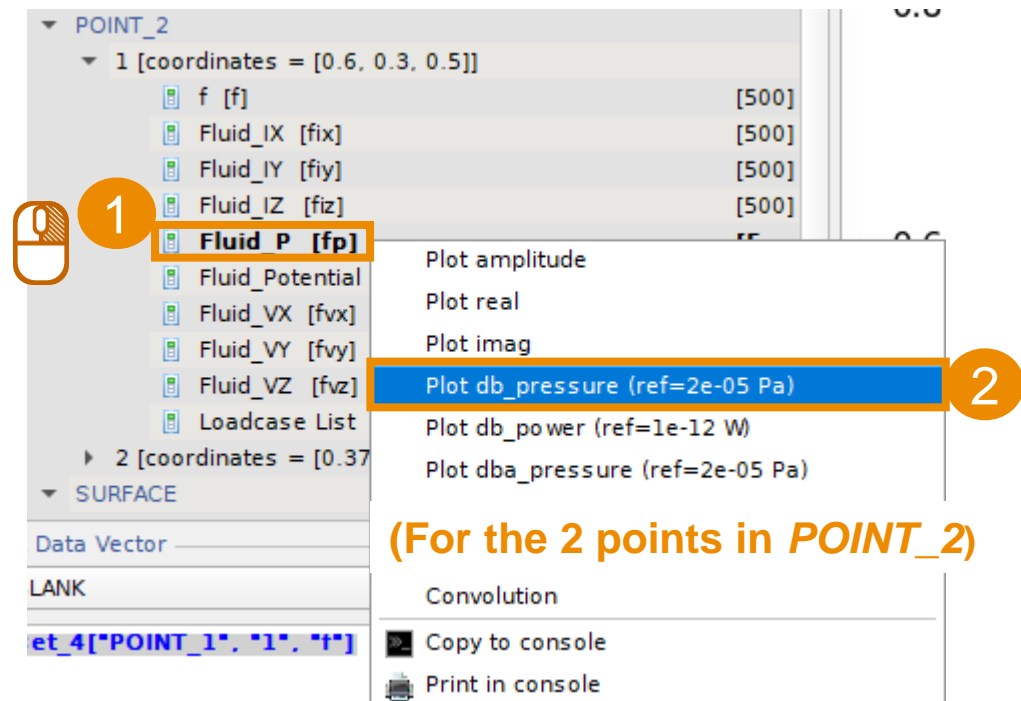 POINT_2
1 [coordinates = [0.6, 0.3, 0.5]]
f [f] [500]
Fluid_IX [fix] [500]
Fluid_IY [fiy] [500]
Fluid_IZ [fiz] [500]
1
Fluid_P [fp]
Plot amplitude
Fluid_Potential
Plot real
Fluid_VX [fvx]
Plot imag
Fluid_VY [fvy]
Fluid_VZ [fvz]
Plot db_pressure (ref=2e-05 Pa)
2
Loadcase List
Plot db_power (ref=1e-12 W)
2 [coordinates = [0.37
Plot dba_pressure (ref=2e-05 Pa)
SURFACE
Data Vector
(For the 2 points in POINT_2)
LANK
Convolution
et_4["POINT_1", "1", "f"]
Copy to console
Print in console